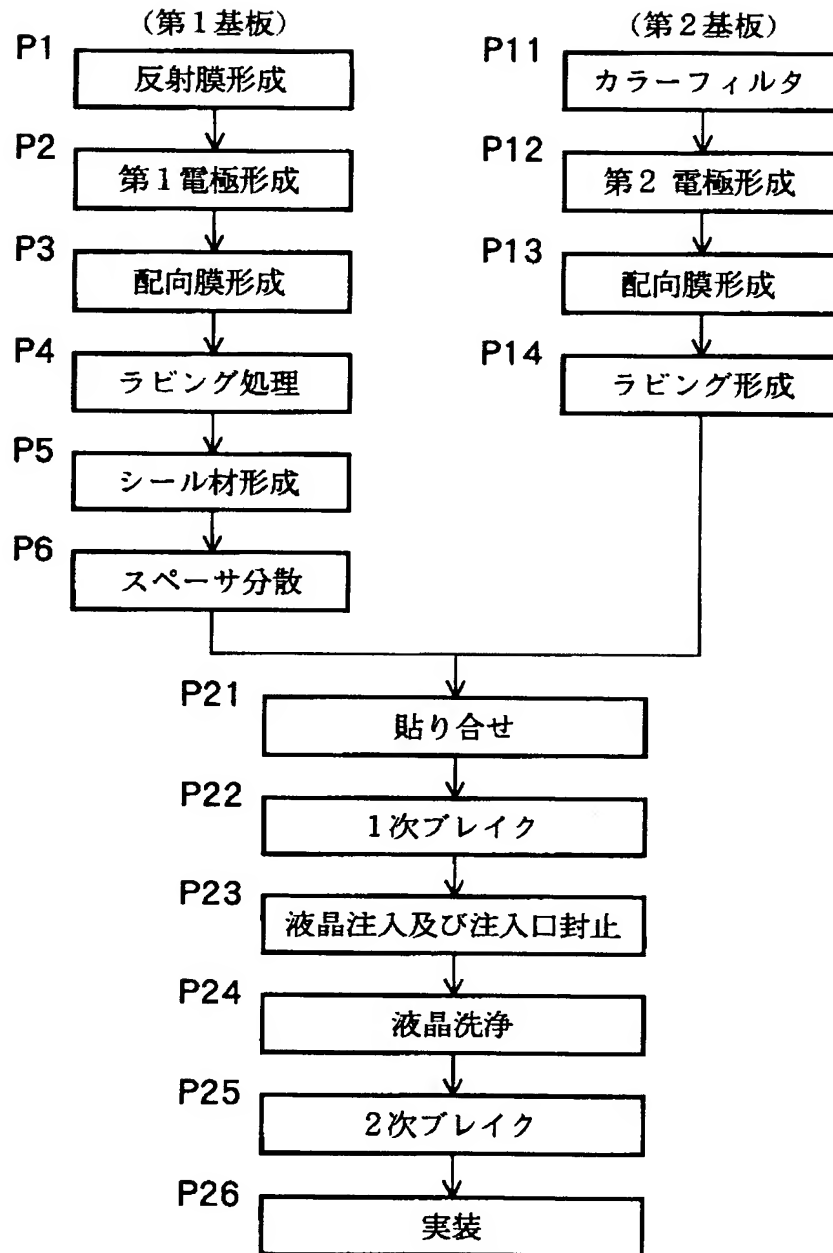 (第1基板)
P1
反射膜形成
P2
第1電極形成
P3
配向膜形成
P4
ラビング処理
P5
シール材形成
P6
スペーサ分散
(第2基板)
P11
カラーフィルタ
P12
第2 電極形成
P13
配向膜形成
P14
ラビング形成
P21
貼り合せ
P22
1次ブレイク
P23
液晶注入及び注入口封止
P24
液晶洗浄
P25
2次ブレイク
P26
実装